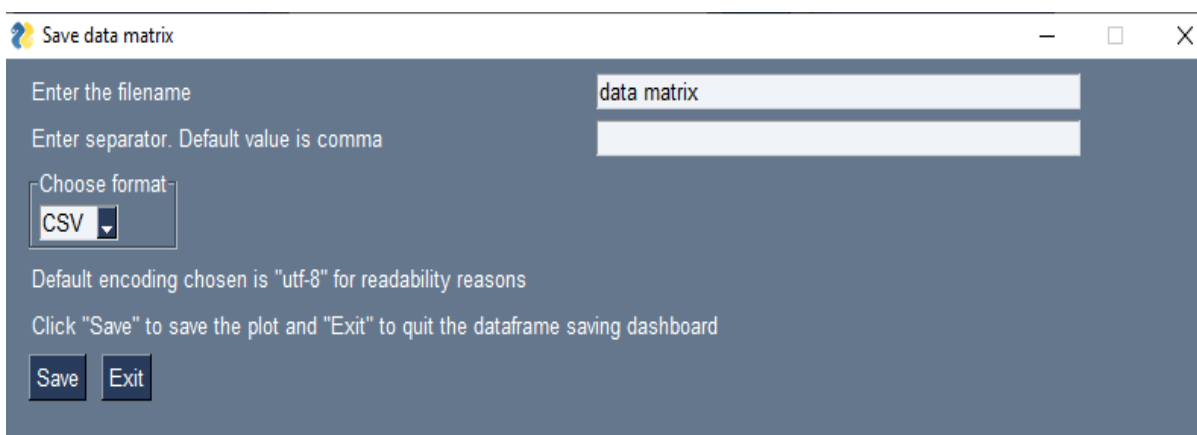 Save data matrix
Enter the filename data matrix
Enter separator. Default value is comma
Choose format
CSV
Default encoding chosen is "utf-8" for readability reasons
Click "Save" to save the plot and "Exit" to quit the dataframe saving dashboard
Save Exit